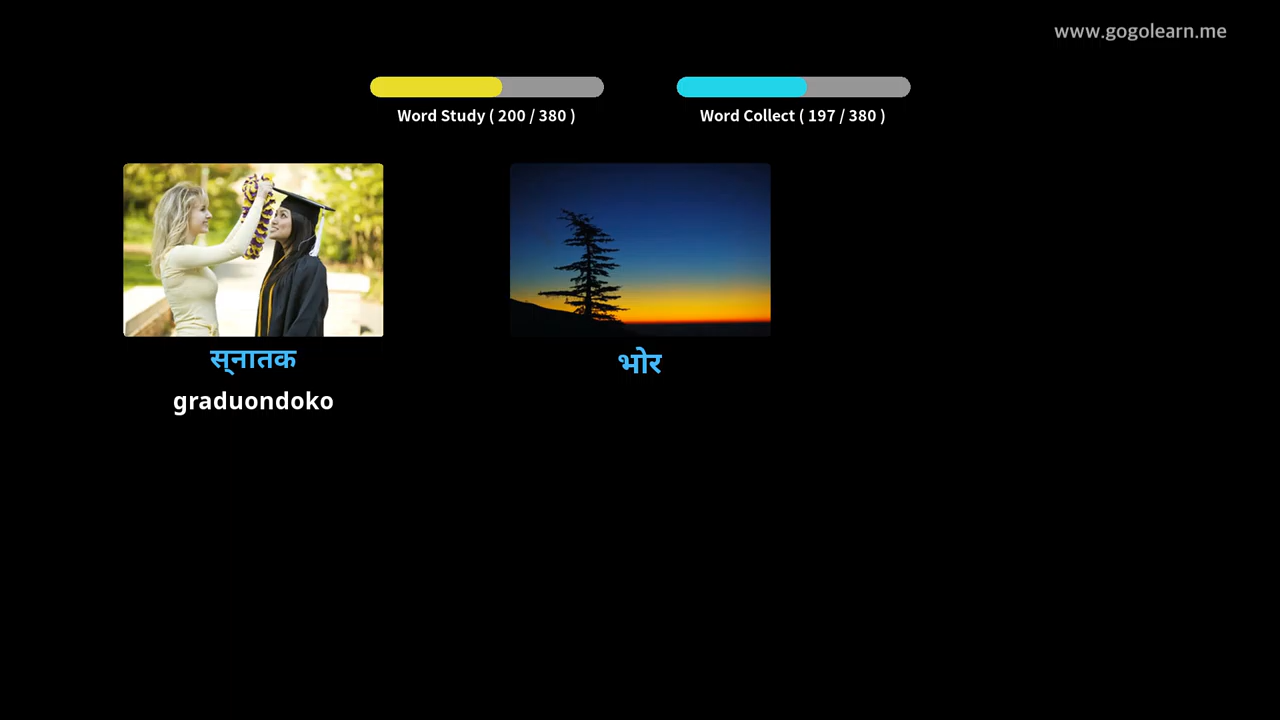 www.gogolearn.me
Word Study ( 200 / 380 )
Word Collect ( 197 / 380 )
स्‌नातक
भोर
graduondoko